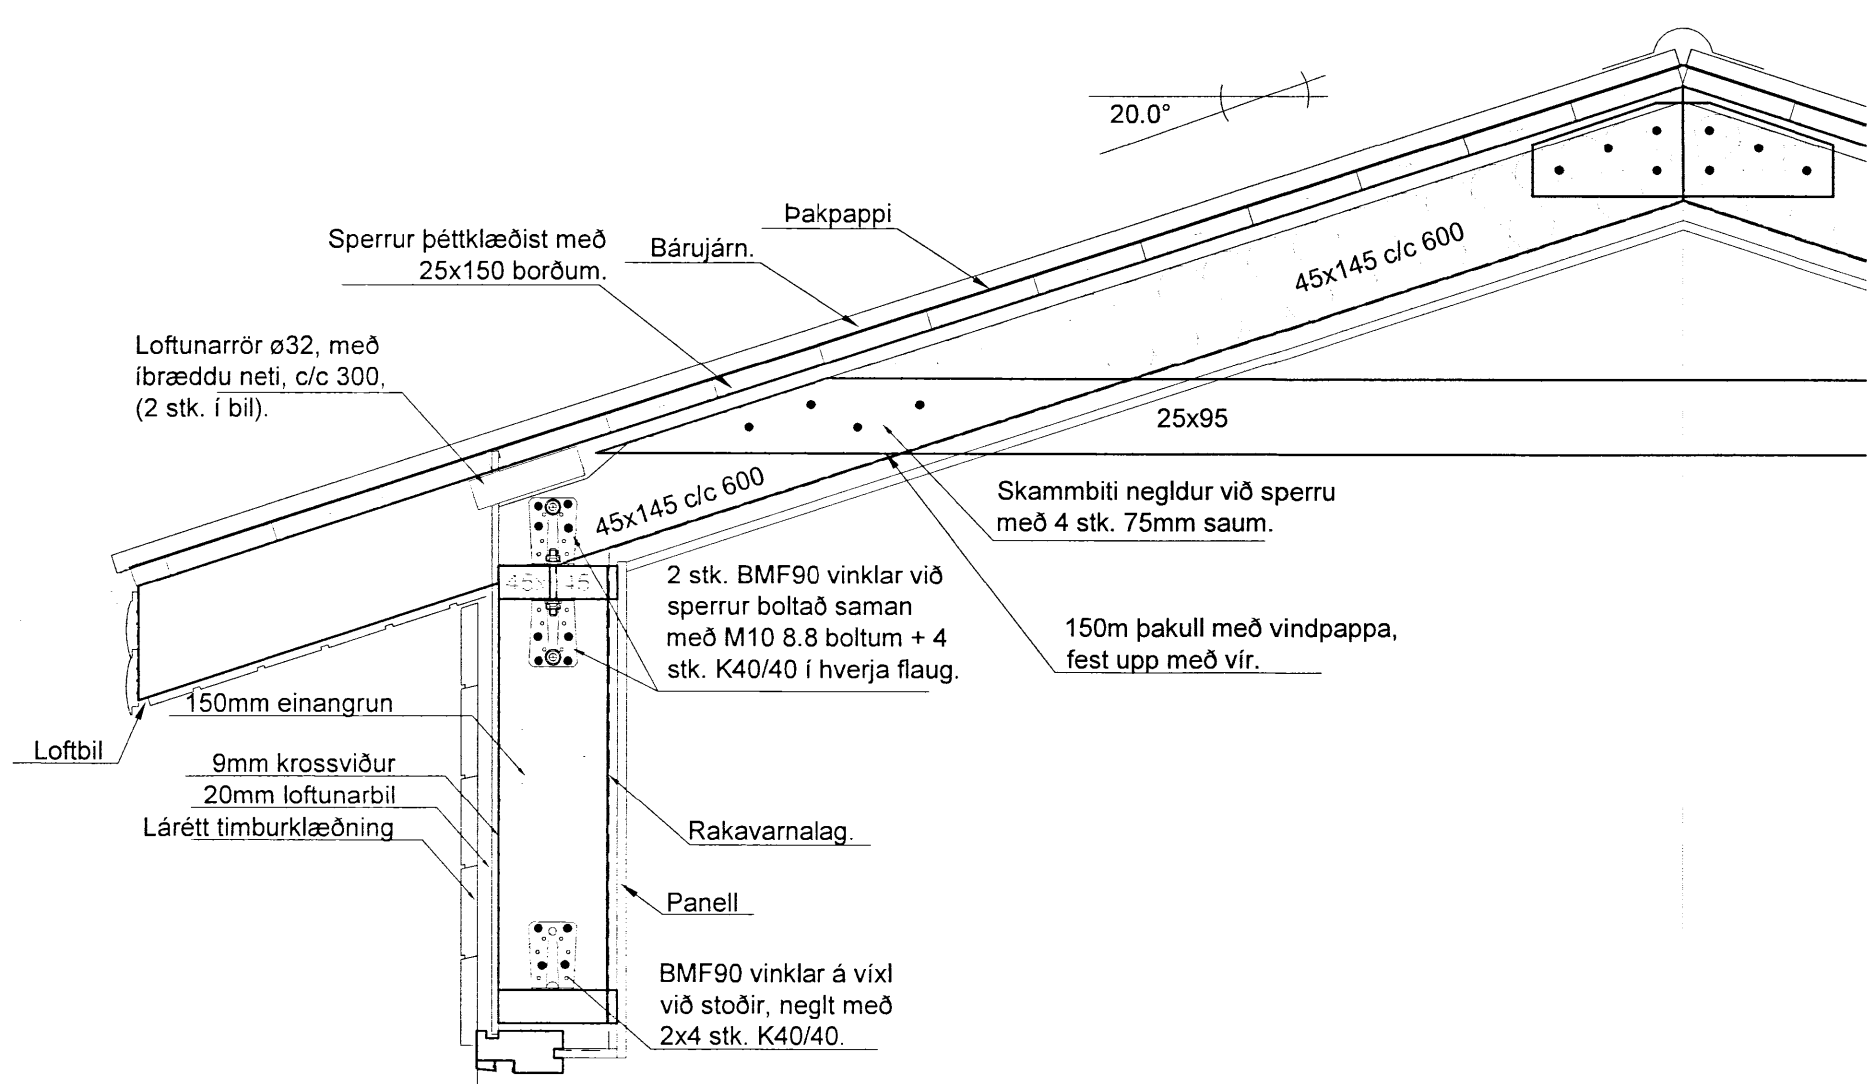 20.0°
Þakpappi
Sperrur þéttklæðist með
25x150 borðum.
Bárujárn.
45x145 c/c 600
Loftunarrör ø32, með
íbræddu neti, c/c 300,
(2 stk. í bil).
25x95
45x145 c/c 600
Skammbiti negldur við sperru
með 4 stk. 75mm saum.
45x145
2 stk. BMF90 vinklar við
sperrur boltað saman
með M10 8.8 boltum + 4
stk. K40/40 í hverja flaug.
150m þakull með vindpappa,
fest upp með vír.
150mm einangrun
Loftbil
9mm krossviður
20mm loftunarbil
Lárétt timburklæðning
Rakavarnalag.
Panell
BMF90 vinklar á víxl
við stoðir, neglt með
2x4 stk. K40/40.